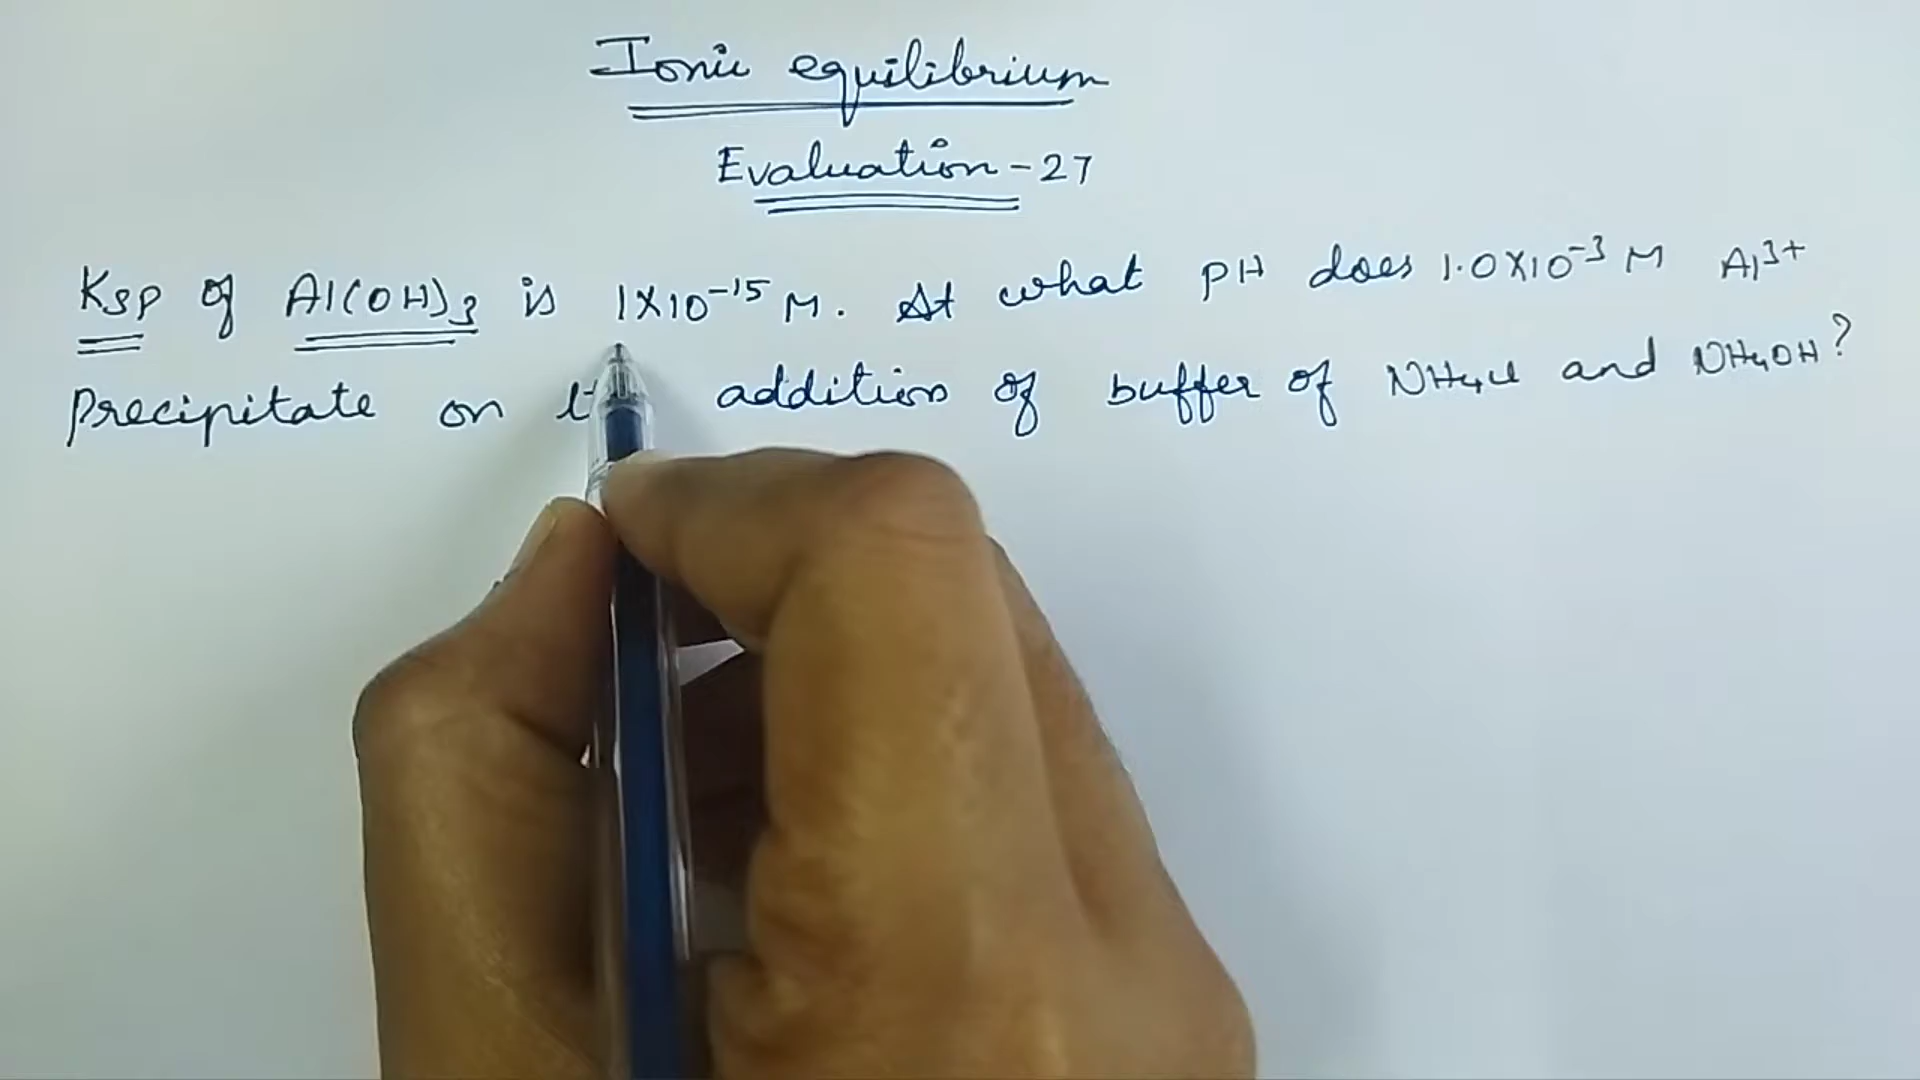 Ionic equilibrium
Evaluation-27
Ksp of Al(OH)₃ is 1×10⁻¹⁵ M. At what pH does 1.0×10⁻³ M Al³⁺
Precipitate on addition of buffer of NH₄Cl and NH₄OH?